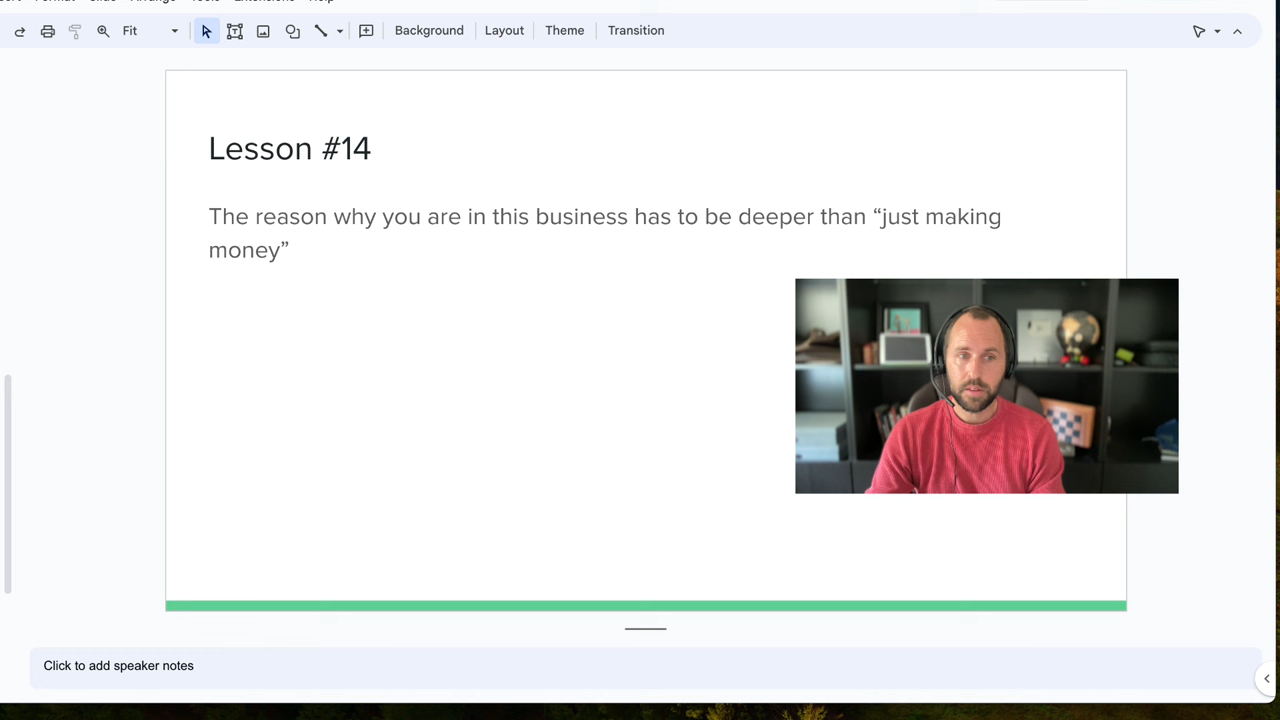 Fit
Background
Layout
Theme
Transition
Lesson #14
The reason why you are in this business has to be deeper than “just making
money”
Click to add speaker notes